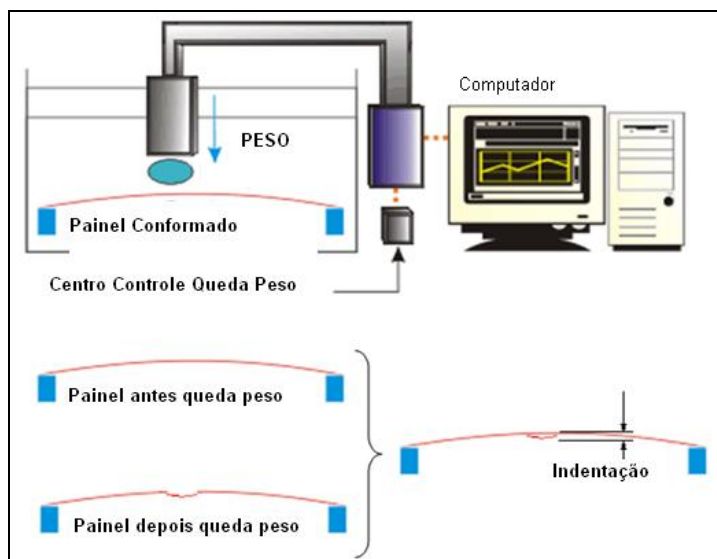 Computador
PESO
Painel Conformado
Centro Controle Queda Peso
Painel antes queda peso
Indentação
Painel depois queda peso